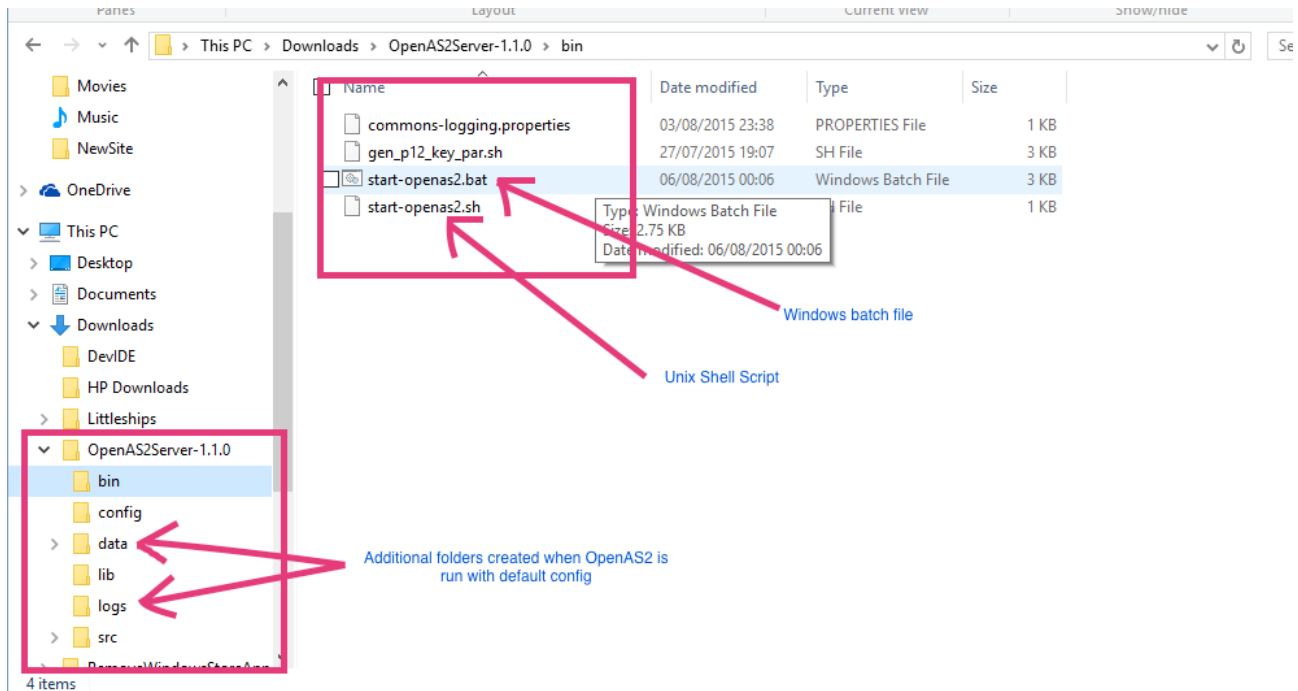 Panes Layout Current view Show/hide
This PC > Downloads > OpenAS2Server-1.1.0 > bin
Movies
Music
NewSite
OneDrive
This PC
Desktop
Documents
Downloads
DevIDE
HP Downloads
Littleships
OpenAS2Server-1.1.0
bin
config
data
lib
logs
src
4 items
Name Date modified Type Size
commons-logging.properties 03/08/2015 23:38 PROPERTIES File 1 KB
gen_p12_key_par.sh 27/07/2015 19:07 SH File 3 KB
start-openas2.bat 06/08/2015 00:06 Windows Batch File 3 KB
start-openas2.sh File 1 KB
Type: Windows Batch File
Size: 2.75 KB
Date modified: 06/08/2015 00:06
Windows batch file
Unix Shell Script
Additional folders created when OpenAS2 is
run with default config